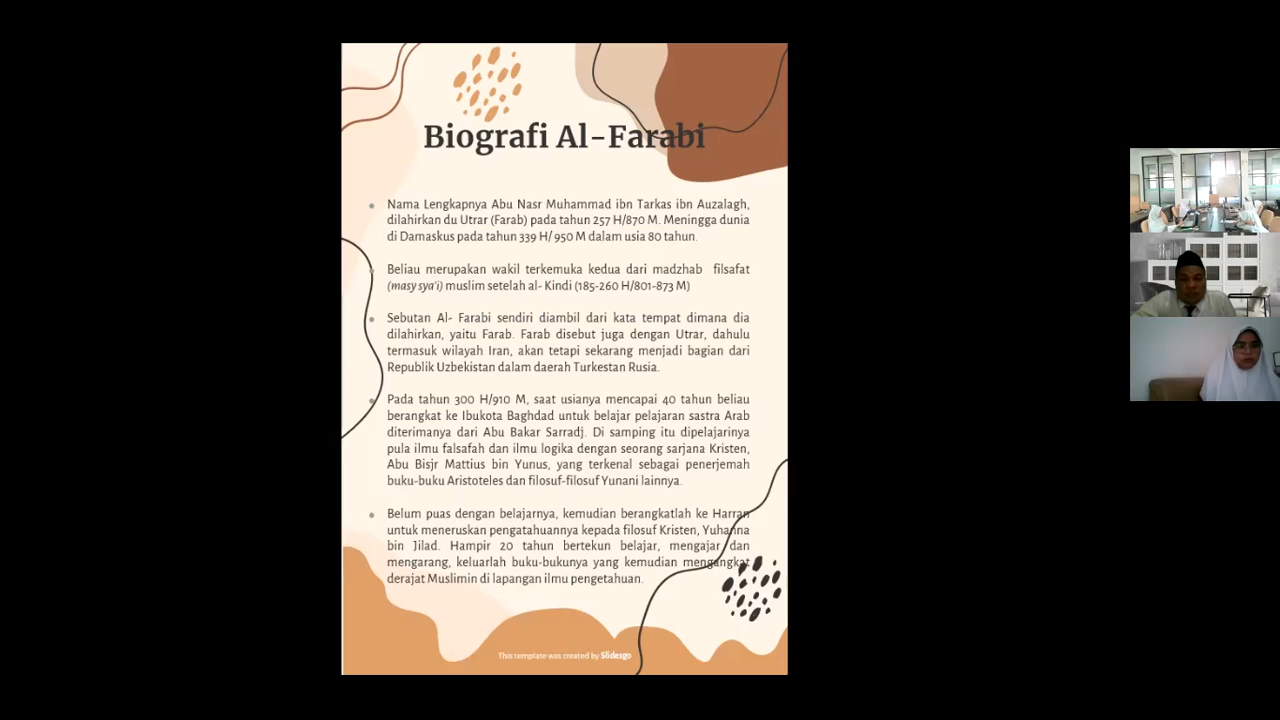 Biografi Al-Farabi
Nama Lengkapnya Abu Nasr Muhammad ibn Tarkas ibn Auzalagh,
dilahirkan du Utrar (Farab) pada tahun 257 H/870 M. Meningga dunia
di Damaskus pada tahun 339 H/ 950 M dalam usia 80 tahun.
Beliau merupakan wakil terkemuka kedua dari madzhab filsafat
(masy sya'i) muslim setelah al- Kindi (185-260 H/801-873 M)
Sebutan Al- Farabi sendiri diambil dari kata tempat dimana dia
dilahirkan, yaitu Farab. Farab disebut juga dengan Utrar, dahulu
termasuk wilayah Iran, akan tetapi sekarang menjadi bagian dari
Republik Uzbekistan dalam daerah Turkestan Rusia.
Pada tahun 300 H/910 M, saat usianya mencapai 40 tahun beliau
berangkat ke Ibukota Baghdad untuk belajar pelajaran sastra Arab
diterimanya dari Abu Bakar Sarradj. Di samping itu dipelajarinya
pula ilmu falsafah dan ilmu logika dengan seorang sarjana Kristen,
Abu Bisjr Mattius bin Yunus, yang terkenal sebagai penerjemah
buku-buku Aristoteles dan filosuf-filosuf Yunani lainnya.
Belum puas dengan belajarnya, kemudian berangkatlah ke Harran
untuk meneruskan pengatahuannya kepada filosuf Kristen, Yuhanna
bin Jilad. Hampir 20 tahun bertekun belajar, mengajar dan
mengarang, keluarlah buku-bukunya yang kemudian mengangkat
derajat Muslimin di lapangan ilmu pengetahuan.
This template was created by Slidesgo